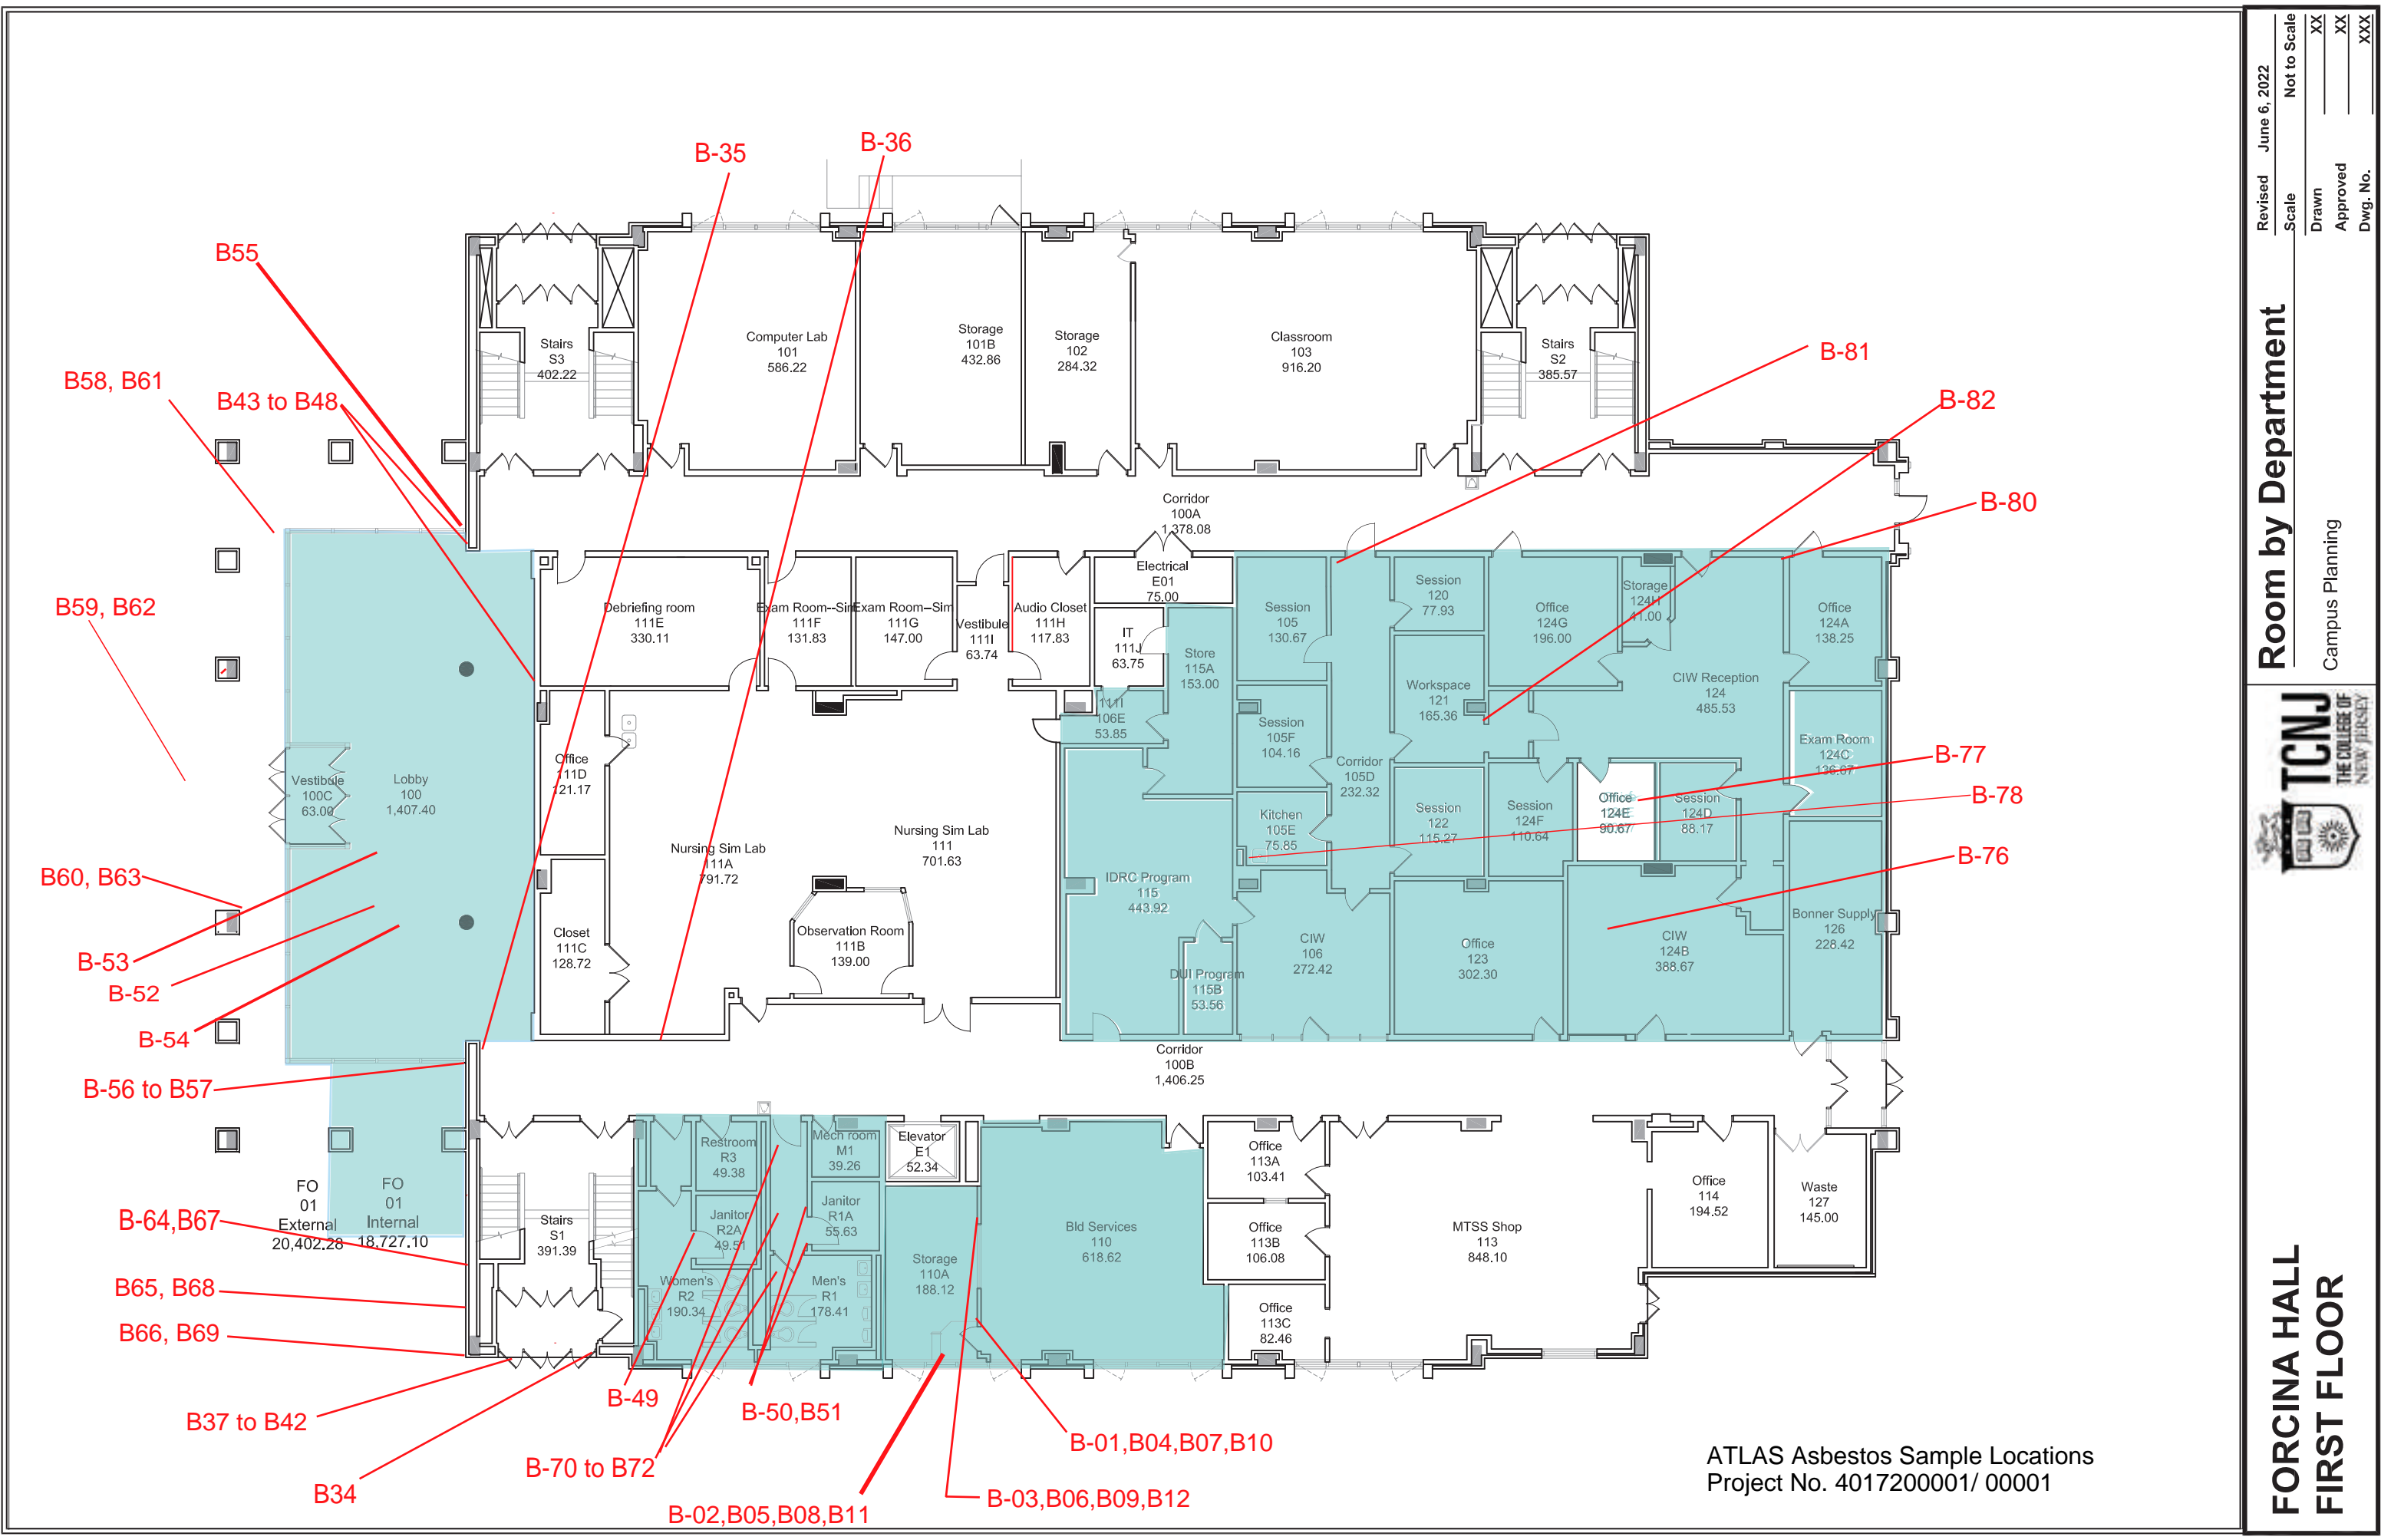 B-35
B-36
B55
B58, B61
B43 to B48
B59, B62
B60, B63
B-53
B-52
B-54
B-56 to B57
B-64,B67
B65, B68
B66, B69
B37 to B42
B34
B-49
B-50,B51
B-70 to B72
B-02,B05,B08,B11
B-03,B06,B09,B12
B-01,B04,B07,B10
B-81
B-82
B-80
B-77
B-78
B-76
Stairs
S3
402.22
Computer Lab
101
586.22
Storage
101B
432.86
Storage
102
284.32
Classroom
103
916.20
Stairs
S2
385.57
Corridor
100A
1,378.08
Debriefing room
111E
330.11
Exam Room--Sim
111F
131.83
Exam Room--Sim
111G
147.00
Vestibule
111I
63.74
Audio Closet
111H
117.83
Electrical
E01
75.00
IT
111J
63.75
Store
115A
153.00
111I
106E
53.85
Session
105
130.67
Session
105F
104.16
Kitchen
105E
75.85
Corridor
105D
232.32
Session
120
77.93
Workspace
121
165.36
Session
122
115.27
Office
124G
196.00
Storage
124H
41.00
Office
124A
138.25
CIW Reception
124
485.53
Exam Room
124C
136.67
Session
124F
110.64
Office
124E
90.67
Session
124D
88.17
Vestibule
100C
63.00
Lobby
100
1,407.40
Office
111D
121.17
Closet
111C
128.72
Nursing Sim Lab
111A
791.72
Nursing Sim Lab
111
701.63
Observation Room
111B
139.00
IDRC Program
115
443.92
DUI Program
115B
53.56
CIW
106
272.42
Office
123
302.30
CIW
124B
388.67
Bonner Supply
126
228.42
Corridor
100B
1,406.25
FO
01
External
20,402.28
FO
01
Internal
18,727.10
Stairs
S1
391.39
Restroom
R3
49.38
Janitor
R2A
49.51
Women's
R2
190.34
Mech room
M1
39.26
Janitor
R1A
55.63
Men's
R1
178.41
Elevator
E1
52.34
Storage
110A
188.12
Bld Services
110
618.62
Office
113A
103.41
Office
113B
106.08
Office
113C
82.46
MTSS Shop
113
848.10
Office
114
194.52
Waste
127
145.00
ATLAS Asbestos Sample Locations
Project No. 4017200001/ 00001
Revised June 6, 2022
Scale Not to Scale
Drawn XX
Approved XX
Dwg. No. XXX
Room by Department
Campus Planning
TCNJ
THE COLLEGE OF
NEW JERSEY
FORCINA HALL
FIRST FLOOR